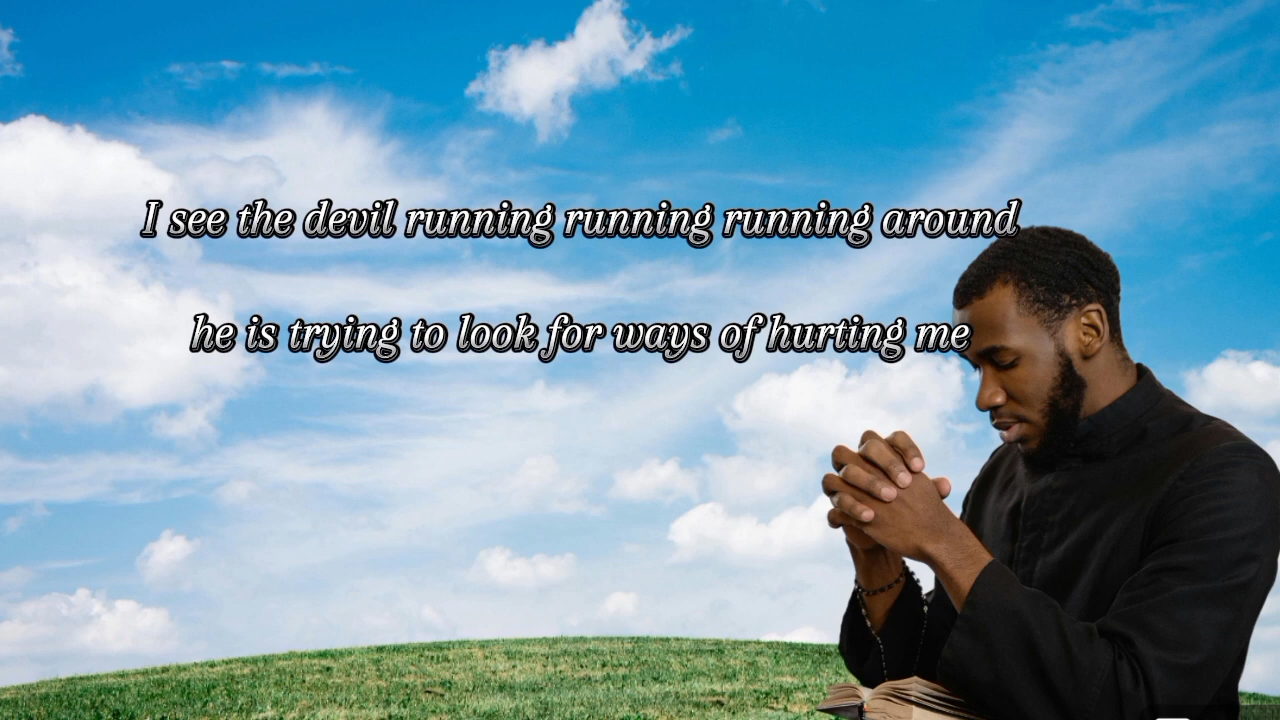 I see the devil running running running around
he is trying to look for ways of hurting me